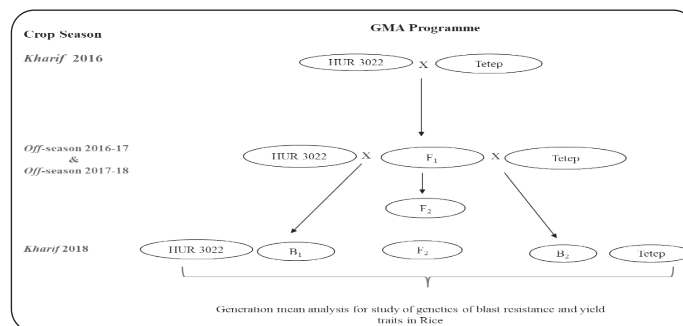 GMA Programme
Crop Season
Kharif 2016
HUR 3022 X Tetep
Off-season 2016-17
&
Off-season 2017-18
HUR 3022 X F₁ X Tetep
F₂
Kharif 2018
HUR 3022 B₁ F₂ B₂ Tetep
Generation mean analysis for study of genetics of blast resistance and yield
traits in Rice